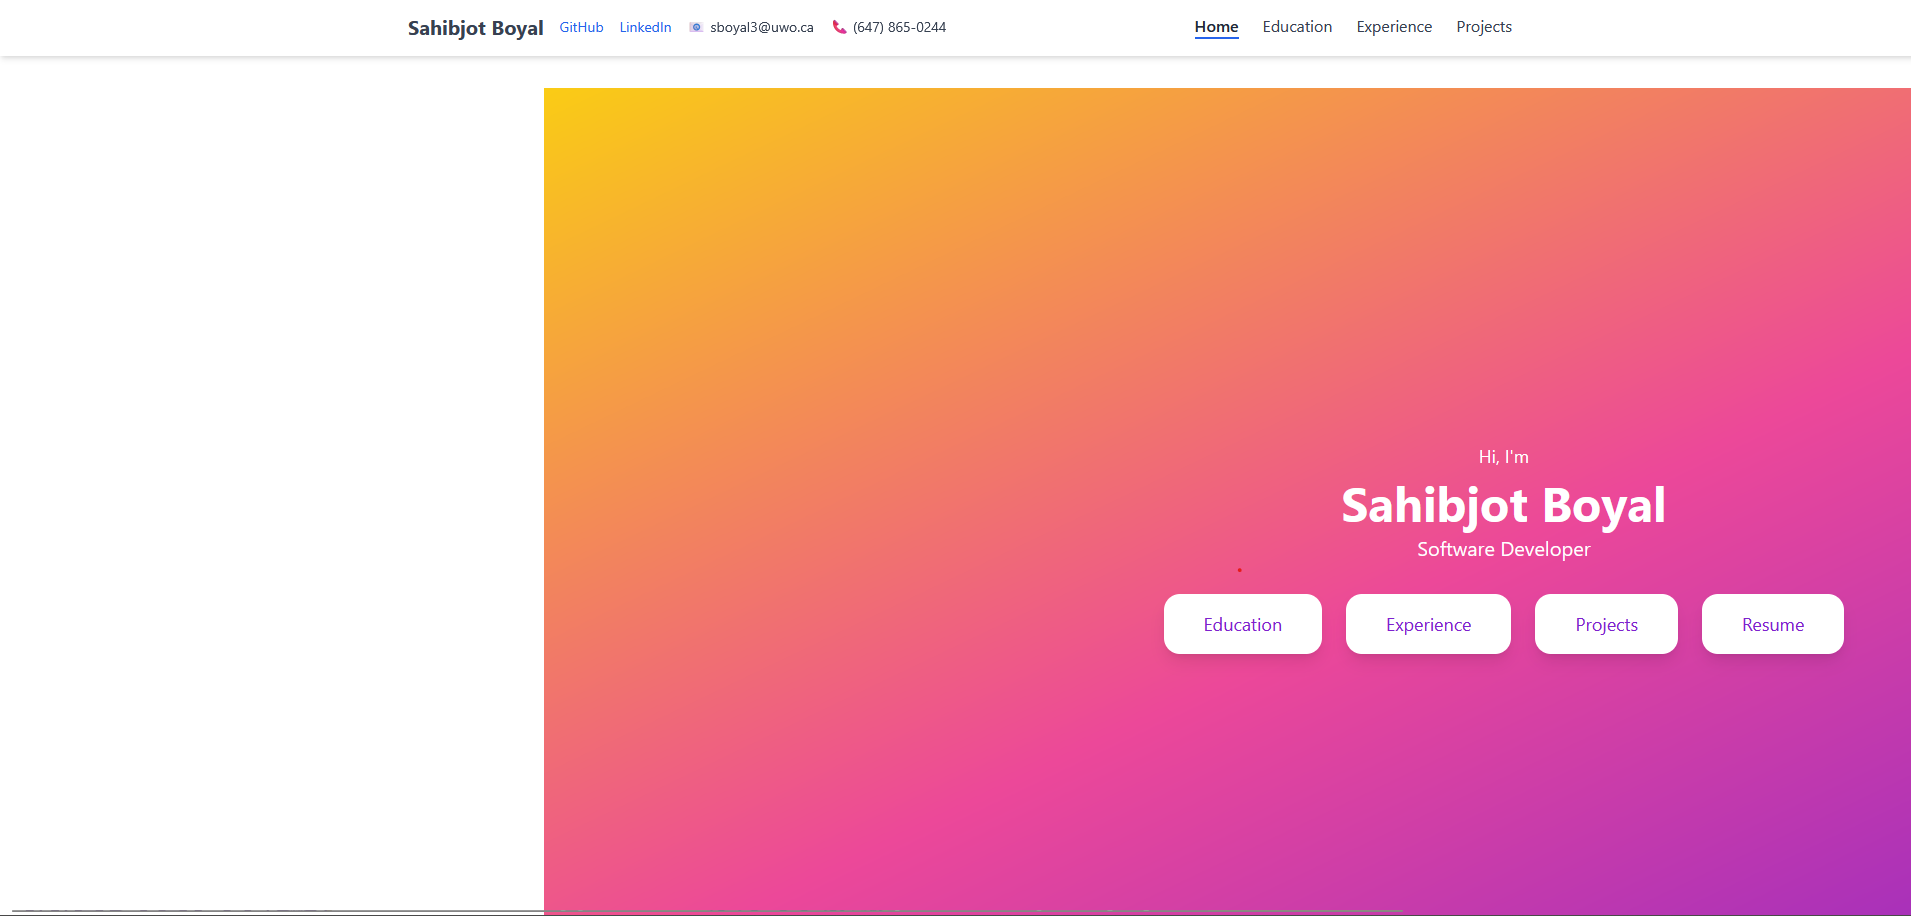 Sahibjot Boyal GitHub LinkedIn sboyal3@uwo.ca (647) 865-0244 Home Education Experience Projects
Hi, I'm
Sahibjot Boyal
Software Developer
Education Experience Projects Resume